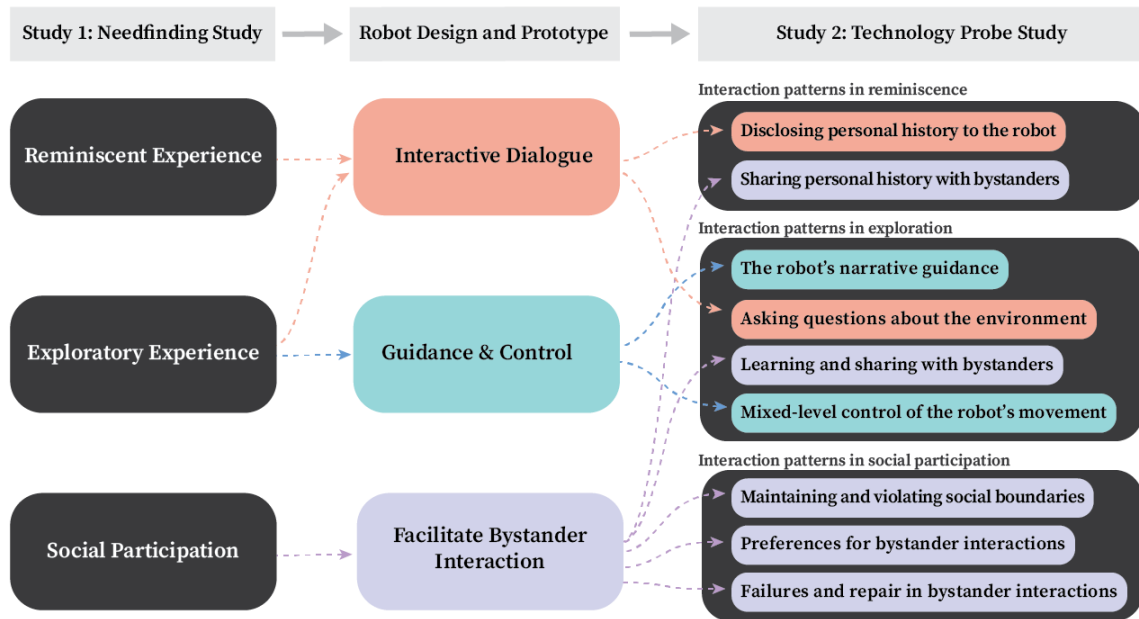 Study 1: Needfinding Study
Robot Design and Prototype
Study 2: Technology Probe Study
Reminiscent Experience
Exploratory Experience
Social Participation
Interactive Dialogue
Guidance & Control
Facilitate Bystander
Interaction
Interaction patterns in reminiscence
Disclosing personal history to the robot
Sharing personal history with bystanders
Interaction patterns in exploration
The robot's narrative guidance
Asking questions about the environment
Learning and sharing with bystanders
Mixed-level control of the robot's movement
Interaction patterns in social participation
Maintaining and violating social boundaries
Preferences for bystander interactions
Failures and repair in bystander interactions